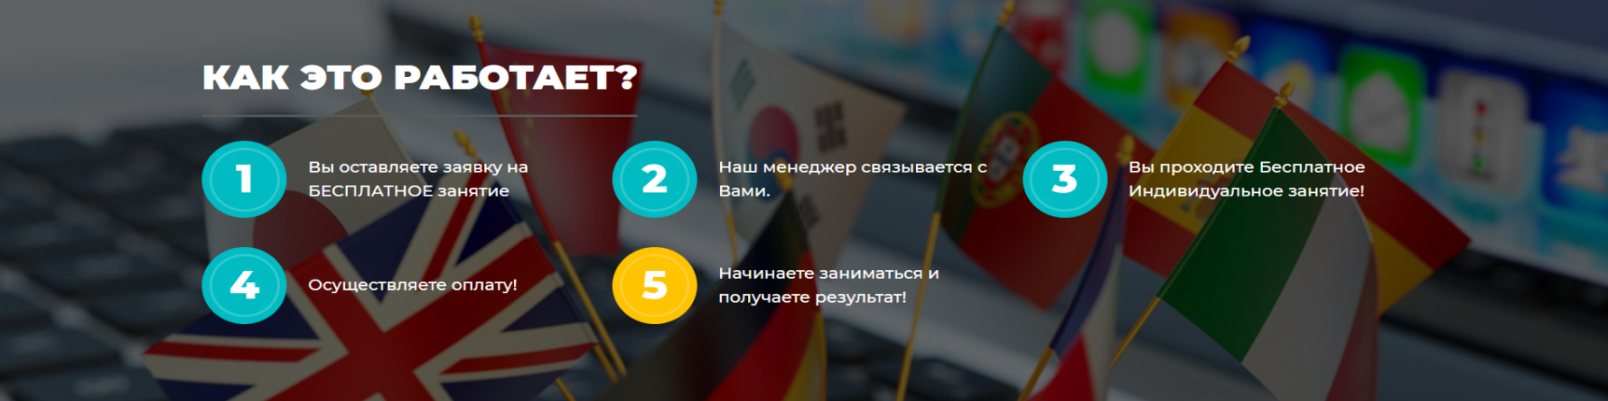 КАК ЭТО РАБОТАЕТ?
1
Вы оставляете заявку на
БЕСПЛАТНОЕ занятие
2
Наш менеджер связывается с
Вами.
3
Вы проходите Бесплатное
Индивидуальное занятие!
4
Осуществляете оплату!
5
Начинаете заниматься и
получаете результат!